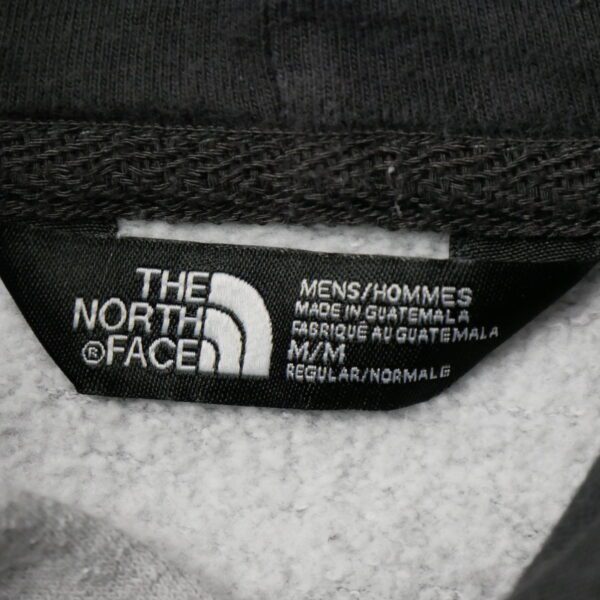 THE
NORTH
®FACE
MENS/HOMMES
MADE IN GUATEMALA
FABRIQUÉ AU GUATEMALA
M/M
REGULAR/NORMALE